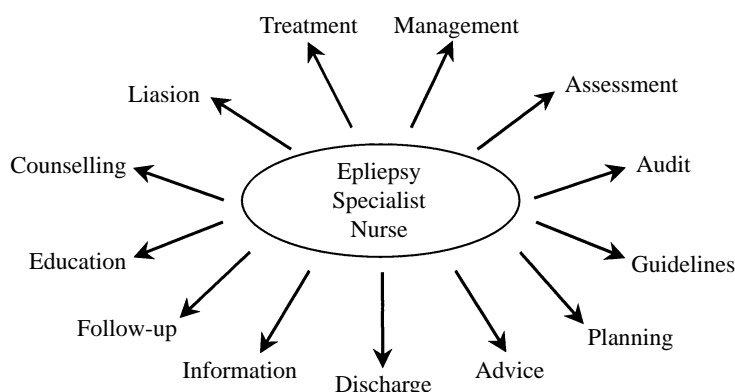 Treatment
Management
Liasion
Assessment
Counselling
Epliepsy
Specialist
Nurse
Audit
Education
Guidelines
Follow-up
Planning
Information
Discharge
Advice